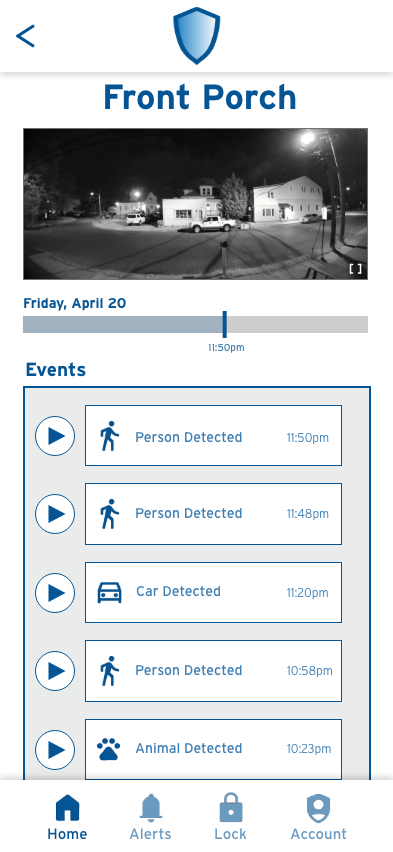 Front Porch
Friday, April 20
11:50pm
Events
Person Detected 11:50pm
Person Detected 11:48pm
Car Detected 11:20pm
Person Detected 10:58pm
Animal Detected 10:23pm
Home Alerts Lock Account